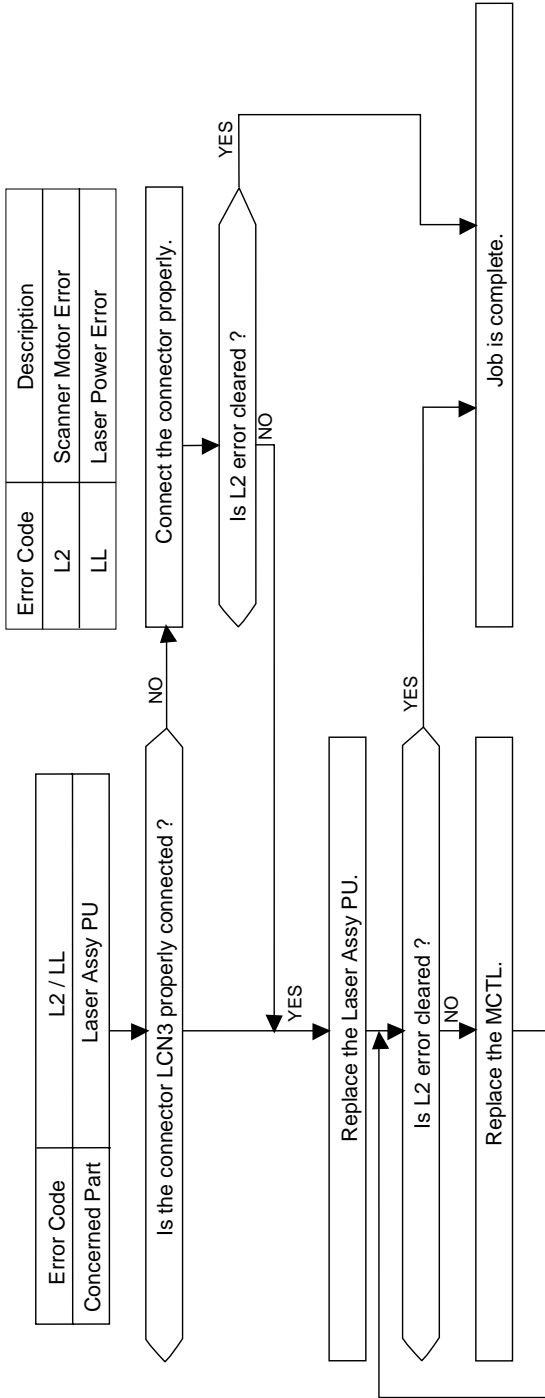 Error Code L2 / LL
Concerned Part Laser Assy PU
Error Code Description
L2 Scanner Motor Error
LL Laser Power Error
Is the connector LCN3 properly connected ?
NO
Connect the connector properly.
Is L2 error cleared ?
YES
NO
YES
Replace the Laser Assy PU.
Is L2 error cleared ?
YES
NO
Replace the MCTL.
Job is complete.